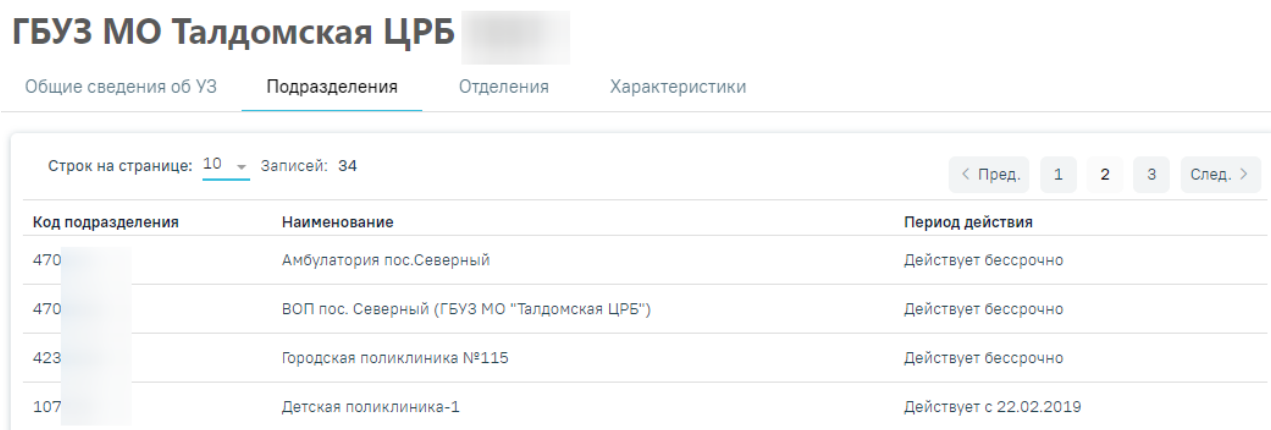 ГБУЗ МО Талдомская ЦРБ
Общие сведения об УЗ Подразделения Отделения Характеристики
Строк на странице: 10 Записей: 34 < Пред. 1 2 3 След. >
Код подразделения Наименование Период действия
470 Амбулатория пос.Северный Действует бессрочно
470 ВОП пос. Северный (ГБУЗ МО "Талдомская ЦРБ") Действует бессрочно
423 Городская поликлиника №115 Действует бессрочно
107 Детская поликлиника-1 Действует с 22.02.2019